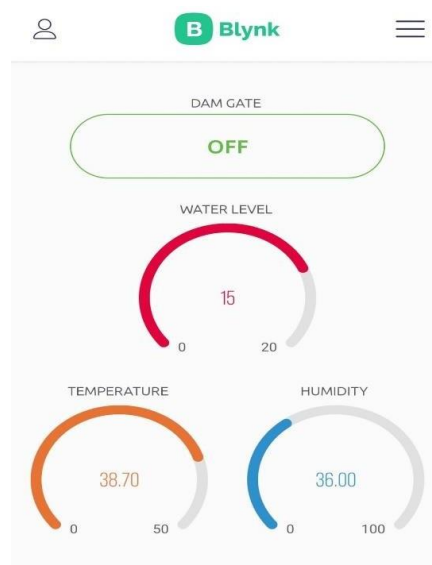 B Blynk
DAM GATE
OFF
WATER LEVEL
15
0 20
TEMPERATURE HUMIDITY
38.70 36.00
0 50 0 100